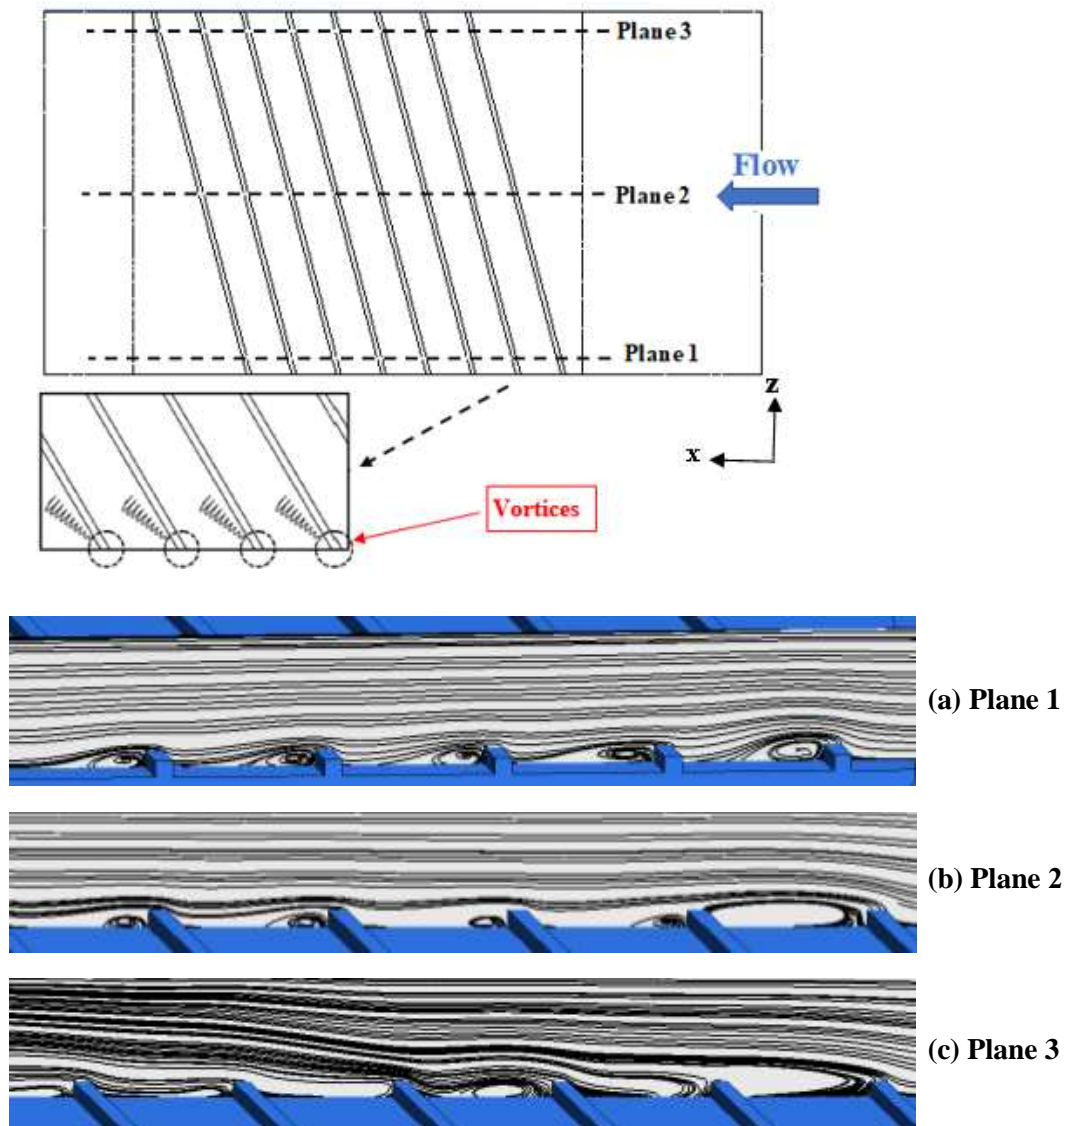 Plane 3
Flow
Plane 2
Plane 1
z
x
Vortices
(a) Plane 1
(b) Plane 2
(c) Plane 3